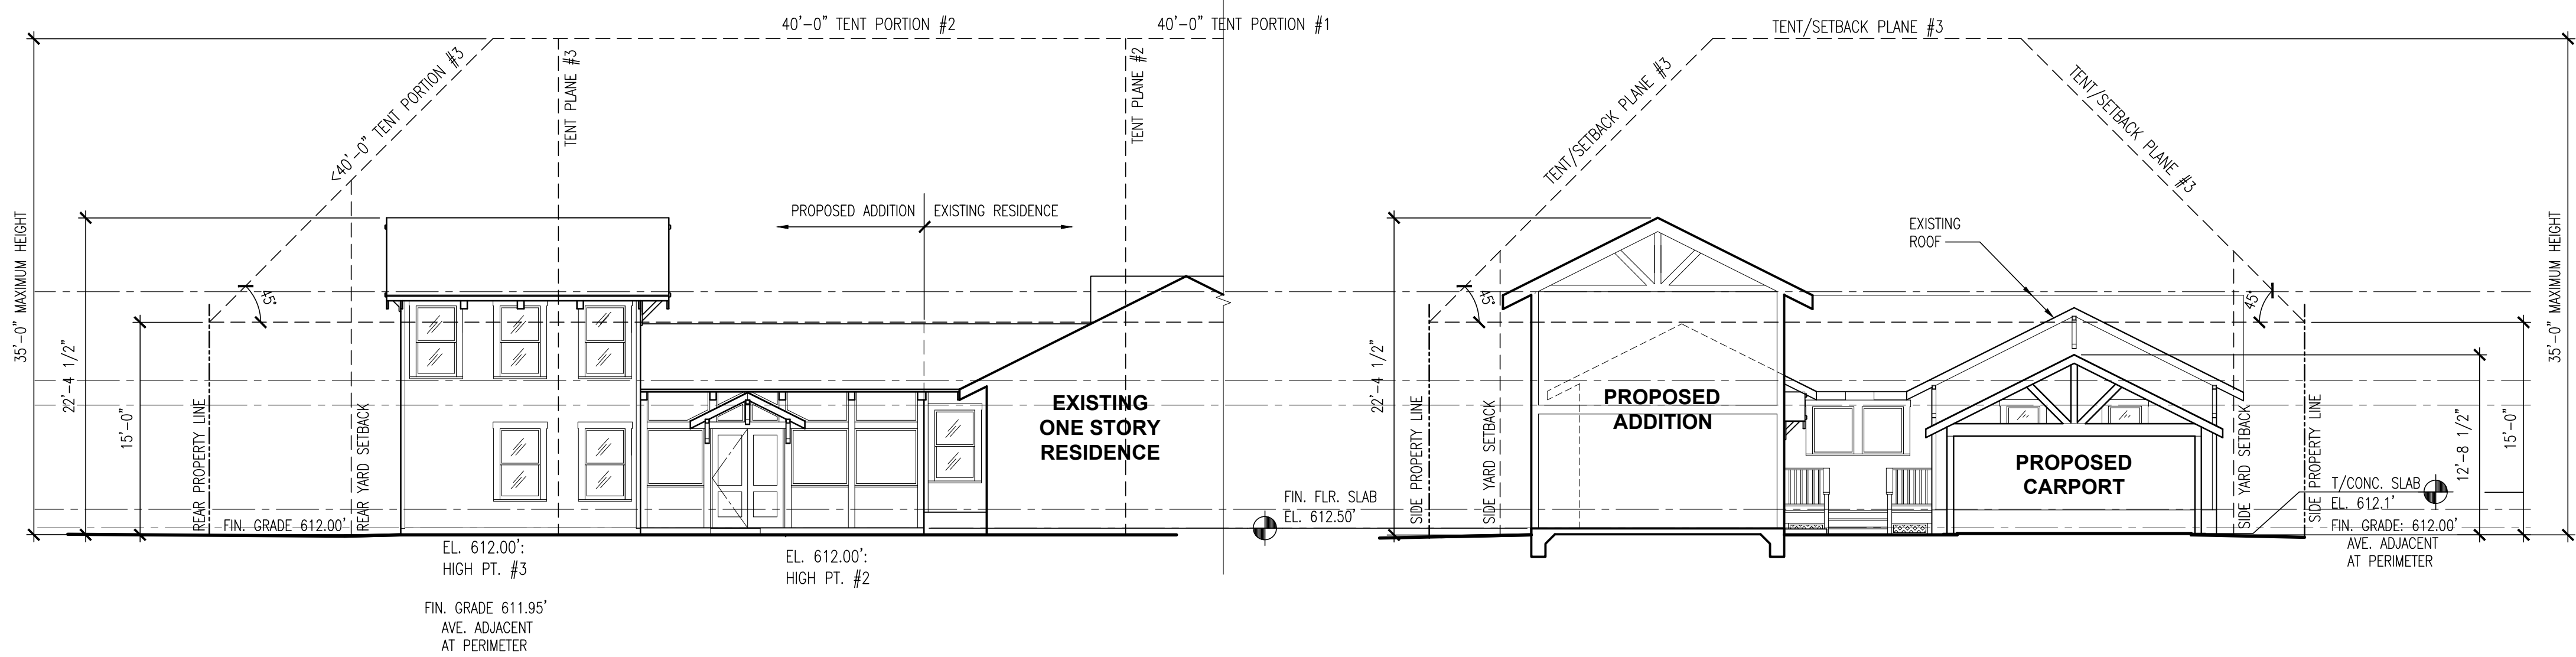 40'-0" TENT PORTION #2
40'-0" TENT PORTION #1
<40'-0" TENT PORTION #3
TENT PLANE #3
TENT PLANE #2
35'-0" MAXIMUM HEIGHT
22'-4 1/2"
15'-0"
45°
REAR PROPERTY LINE
REAR YARD SETBACK
PROPOSED ADDITION
EXISTING RESIDENCE
EXISTING
ONE STORY
RESIDENCE
FIN. GRADE 612.00'
EL. 612.00':
HIGH PT. #3
EL. 612.00':
HIGH PT. #2
FIN. GRADE 611.95'
AVE. ADJACENT
AT PERIMETER
FIN. FLR. SLAB
EL. 612.50'
TENT/SETBACK PLANE #3
TENT/SETBACK PLANE #3
TENT/SETBACK PLANE #3
22'-4 1/2"
45°
SIDE PROPERTY LINE
SIDE YARD SETBACK
EXISTING
ROOF
PROPOSED
ADDITION
PROPOSED
CARPORT
45°
SIDE YARD SETBACK
SIDE PROPERTY LINE
T/CONC. SLAB
EL. 612.1'
FIN. GRADE: 612.00'
AVE. ADJACENT
AT PERIMETER
12'-8 1/2"
15'-0"
35'-0" MAXIMUM HEIGHT